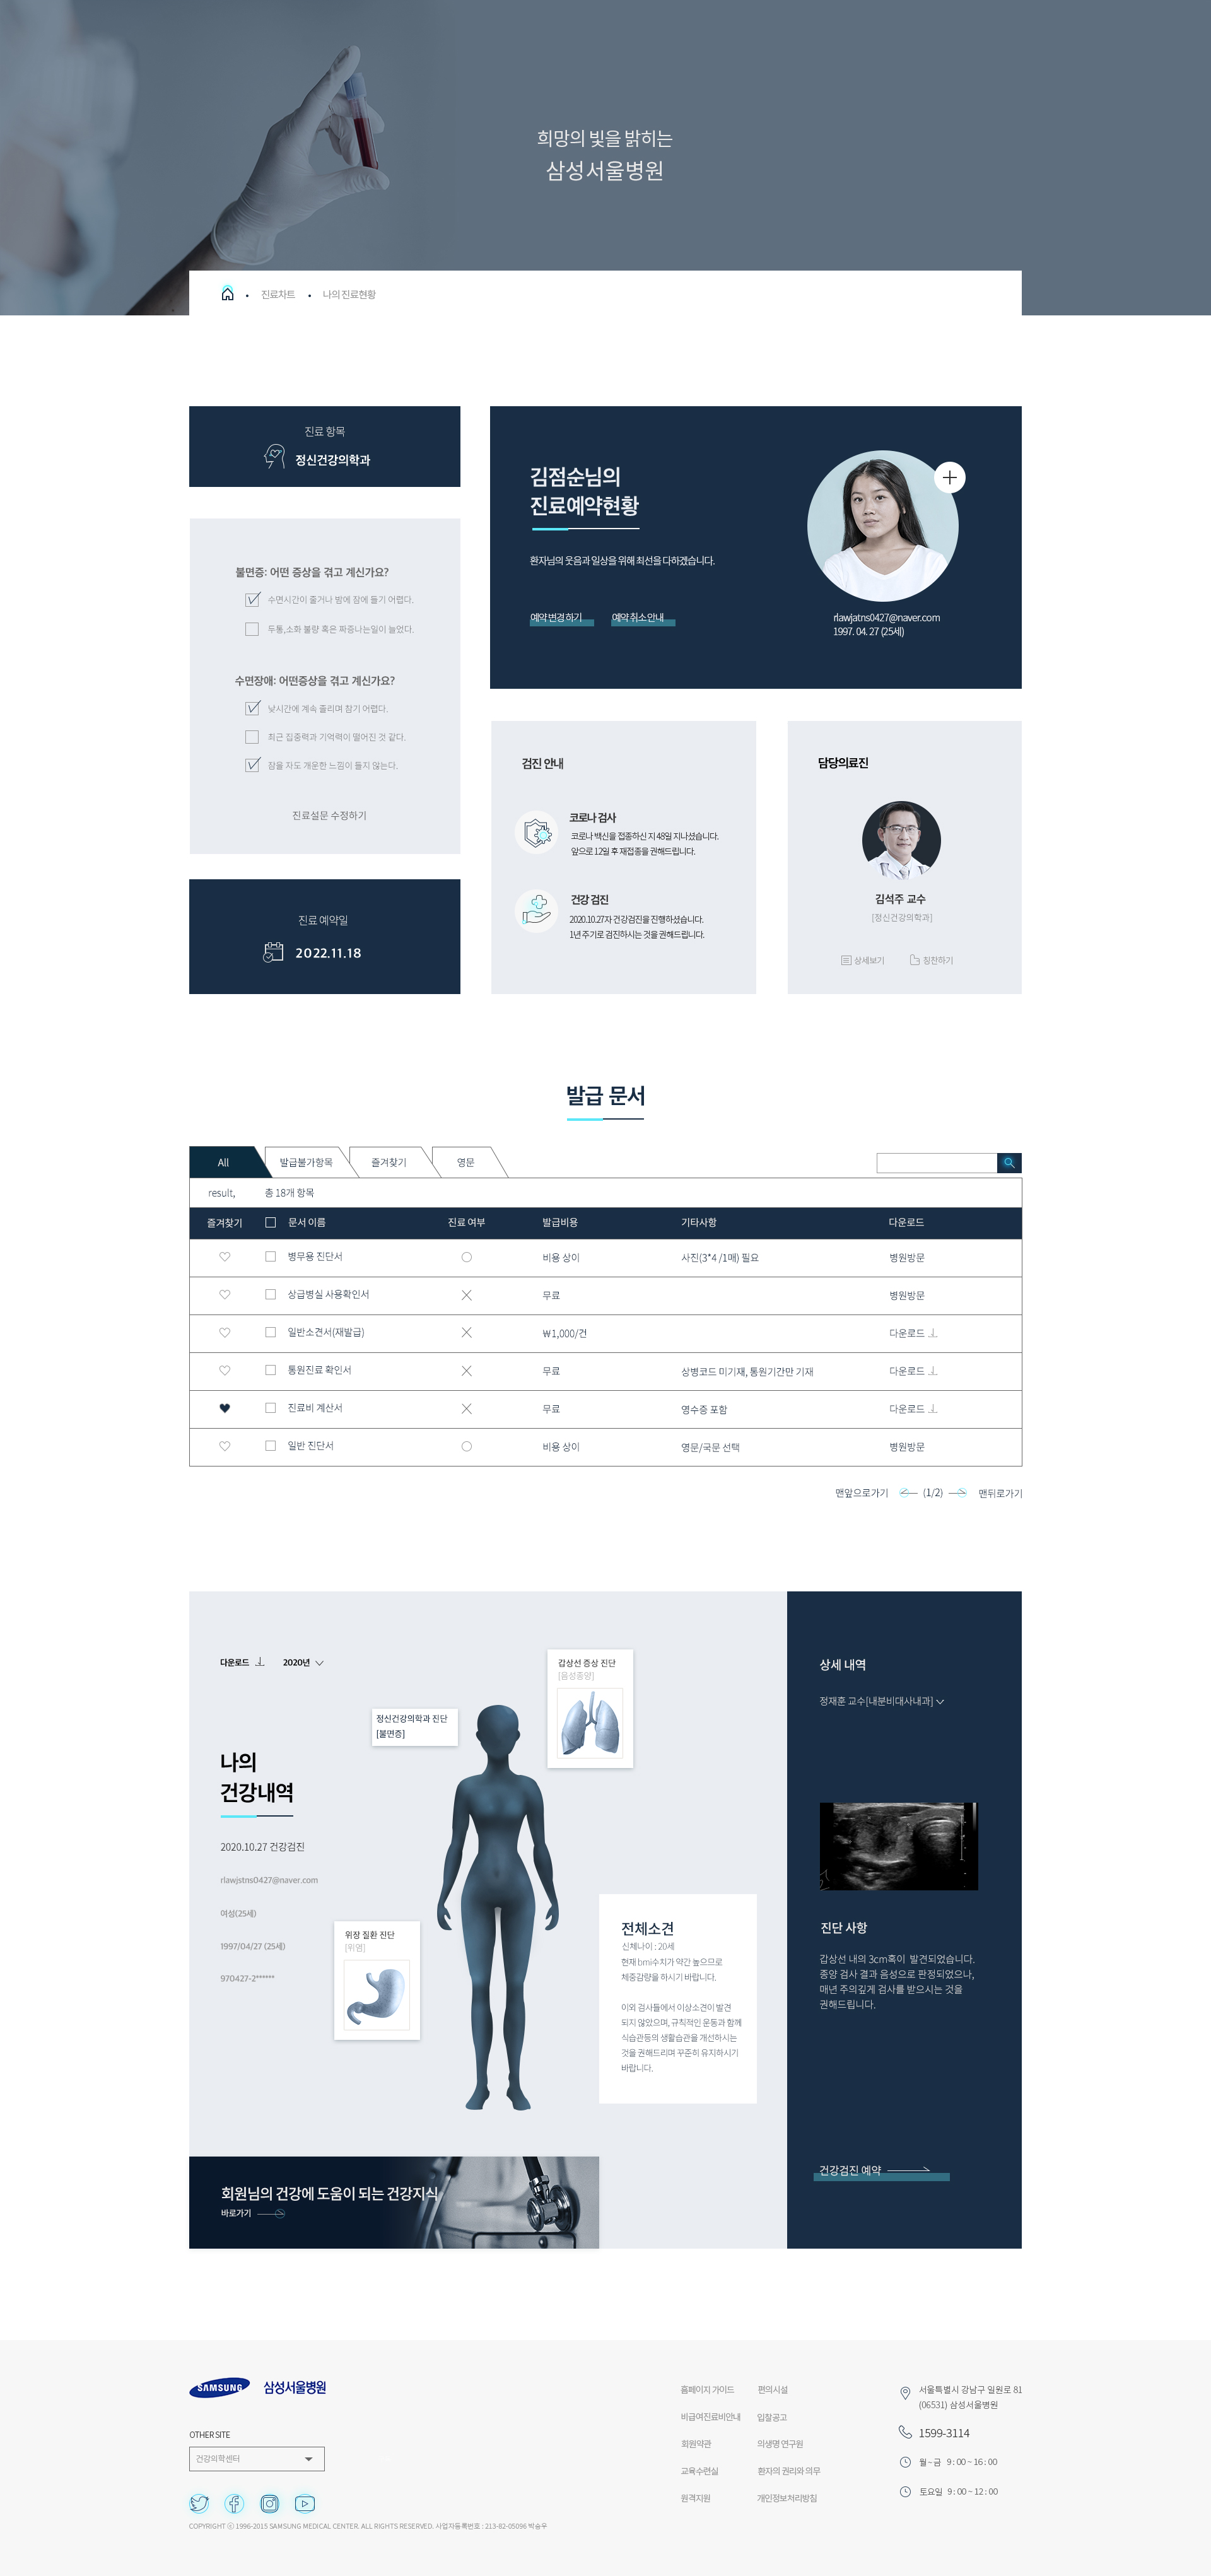 희망의 빛을 밝히는
삼성서울병원
진료차트
나의 진료현황
진료 항목
정신건강의학과
불면증: 어떤 증상을 겪고 계신가요?
수면시간이 줄거나 밤에 잠에 들기 어렵다.
두통,소화 불량 혹은 짜증나는일이 늘었다.
수면장애: 어떤증상을 겪고 계신가요?
낮시간에 계속 졸리며 참기 어렵다.
최근 집중력과 기억력이 떨어진 것 같다.
잠을 자도 개운한 느낌이 들지 않는다.
진료설문 수정하기
진료 예약일
2022.11.18
김점순님의
진료예약현황
환자님의 웃음과 일상을 위해 최선을 다하겠습니다.
예약 변경 하기
예약 취소 안내
rlawjatns0427@naver.com
1997. 04. 27 (25세)
검진 안내
코로나 검사
코로나 백신을 접종하신 지 48일 지나셨습니다.
앞으로 12일 후 재접종을 권해드립니다.
건강 검진
2020.10.27자 건강검진을 진행하셨습니다.
1년 주기로 검진하시는 것을 권해드립니다.
담당의료진
김석주 교수
[정신건강의학과]
상세보기
칭찬하기
발급 문서
All
발급불가항목
즐겨찾기
영문
result,
총 18개 항목
즐겨찾기 문서 이름 진료 여부 발급비용 기타사항 다운로드
병무용 진단서 비용 상이 사진(3*4 /1매) 필요 병원방문
상급병실 사용확인서 무료 병원방문
일반소견서(재발급) ₩1,000/건 다운로드
통원진료 확인서 무료 상병코드 미기재, 통원기간만 기재 다운로드
진료비 계산서 무료 영수증 포함 다운로드
일반 진단서 비용 상이 영문/국문 선택 병원방문
맨앞으로가기 (1/2) 맨뒤로가기
다운로드
2020년
나의
건강내역
2020.10.27 건강검진
rlawjstns0427@naver.com
여성(25세)
1997/04/27 (25세)
970427-2******
정신건강의학과 진단
[불면증]
갑상선 증상 진단
[음성종양]
위장 질환 진단
[위염]
전체소견
신체나이 : 20세
현재 bmi수치가 약간 높으므로
체중감량을 하시기 바랍니다.
이외 검사들에서 이상소견이 발견
되지 않았으며, 규칙적인 운동과 함께
식습관등의 생활습관을 개선하시는
것을 권해드리며 꾸준히 유지하시기
바랍니다.
상세 내역
정재훈 교수[내분비대사내과]
진단 사항
갑상선 내의 3cm혹이 발견되었습니다.
종양 검사 결과 음성으로 판정되었으나,
매년 주의깊게 검사를 받으시는 것을
권해드립니다.
건강검진 예약
회원님의 건강에 도움이 되는 건강지식
바로가기
SAMSUNG
삼성서울병원
OTHER SITE
건강의학센터
COPYRIGHT ⓒ 1996-2015 SAMSUNG MEDICAL CENTER. ALL RIGHTS RESERVED. 사업자등록번호 : 213-82-05096 박승우
홈페이지 가이드
비급여진료비안내
회원약관
교육수련실
원격지원
편의시설
입찰공고
의생명 연구원
환자의 권리와 의무
개인정보처리방침
서울특별시 강남구 일원로 81
(06531) 삼성서울병원
1599-3114
월 ~ 금 9 : 00 ~ 16 : 00
토요일 9 : 00 ~ 12 : 00